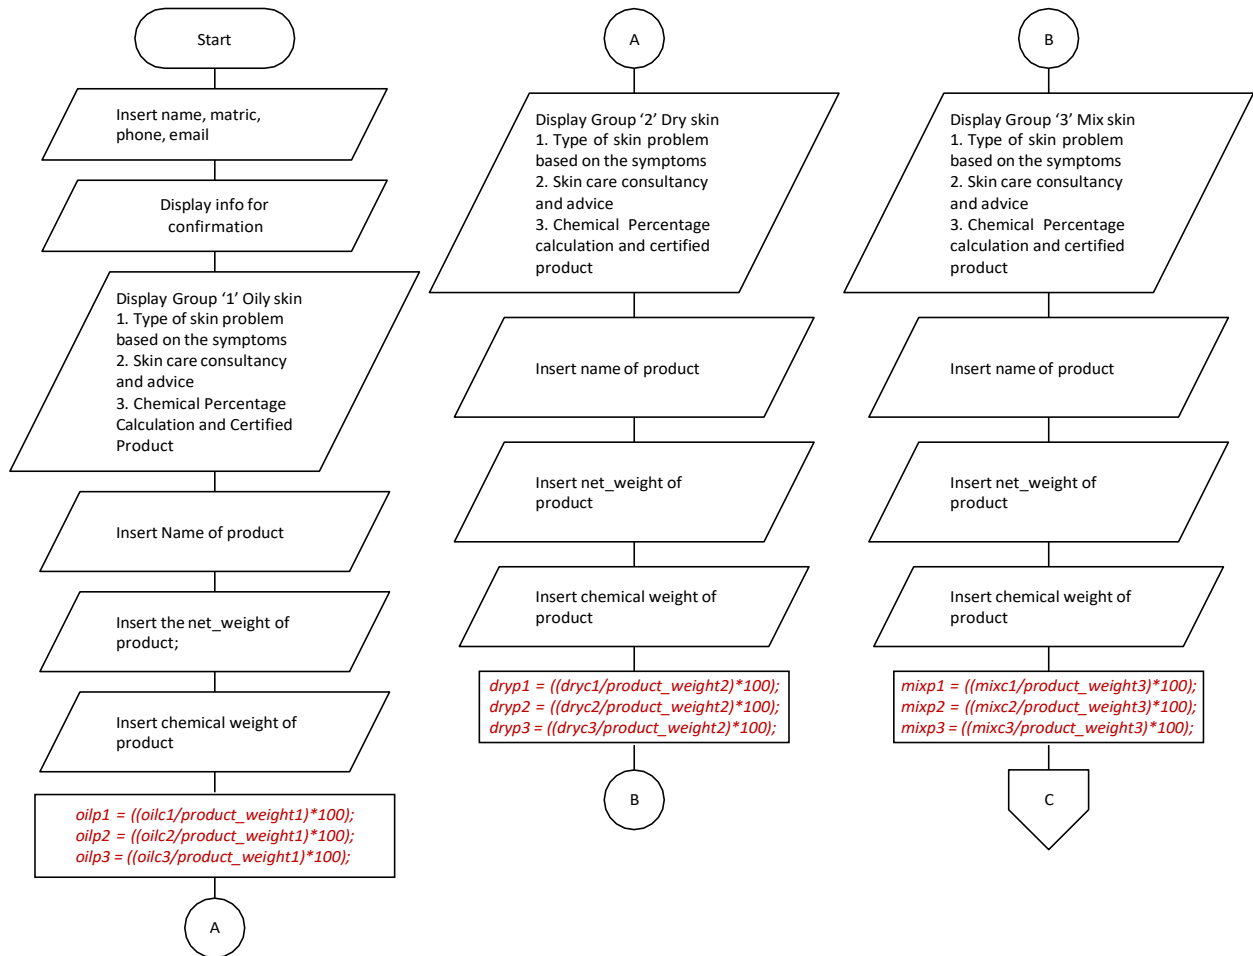 Start
Insert name, matric,
phone, email
Display info for
confirmation
Display Group ‘1’ Oily skin
1. Type of skin problem
based on the symptoms
2. Skin care consultancy
and advice
3. Chemical Percentage
Calculation and Certified
Product
Insert Name of product
Insert the net_weight of
product;
Insert chemical weight of
product
oilp1 = ((oilc1/product_weight1)*100);
oilp2 = ((oilc2/product_weight1)*100);
oilp3 = ((oilc3/product_weight1)*100);
A
A
Display Group ‘2’ Dry skin
1. Type of skin problem
based on the symptoms
2. Skin care consultancy
and advice
3. Chemical Percentage
calculation and certified
product
Insert name of product
Insert net_weight of
product
Insert chemical weight of
product
dryp1 = ((dryc1/product_weight2)*100);
dryp2 = ((dryc2/product_weight2)*100);
dryp3 = ((dryc3/product_weight2)*100);
B
B
Display Group ‘3’ Mix skin
1. Type of skin problem
based on the symptoms
2. Skin care consultancy
and advice
3. Chemical Percentage
calculation and certified
product
Insert name of product
Insert net_weight of
product
Insert chemical weight of
product
mixp1 = ((mixc1/product_weight3)*100);
mixp2 = ((mixc2/product_weight3)*100);
mixp3 = ((mixc3/product_weight3)*100);
C